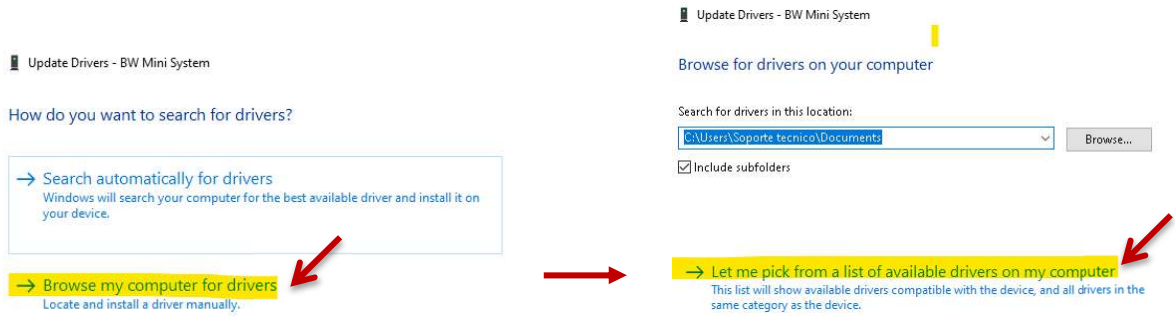 Update Drivers - BW Mini System
How do you want to search for drivers?
→ Search automatically for drivers
Windows will search your computer for the best available driver and install it on
your device.
→ Browse my computer for drivers
Locate and install a driver manually.
Update Drivers - BW Mini System
Browse for drivers on your computer
Search for drivers in this location:
C:\Users\Soporte tecnico\Documents
Browse...
Include subfolders
→ Let me pick from a list of available drivers on my computer
This list will show available drivers compatible with the device, and all drivers in the
same category as the device.